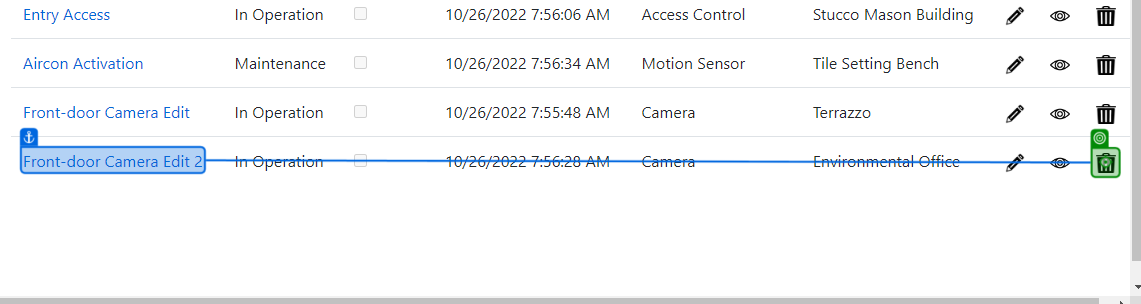 Entry Access In Operation 10/26/2022 7:56:06 AM Access Control Stucco Mason Building
Aircon Activation Maintenance 10/26/2022 7:56:34 AM Motion Sensor Tile Setting Bench
Front-door Camera Edit In Operation 10/26/2022 7:55:48 AM Camera Terrazzo
Front-door Camera Edit 2 In Operation 10/26/2022 7:56:28 AM Camera Environmental Office